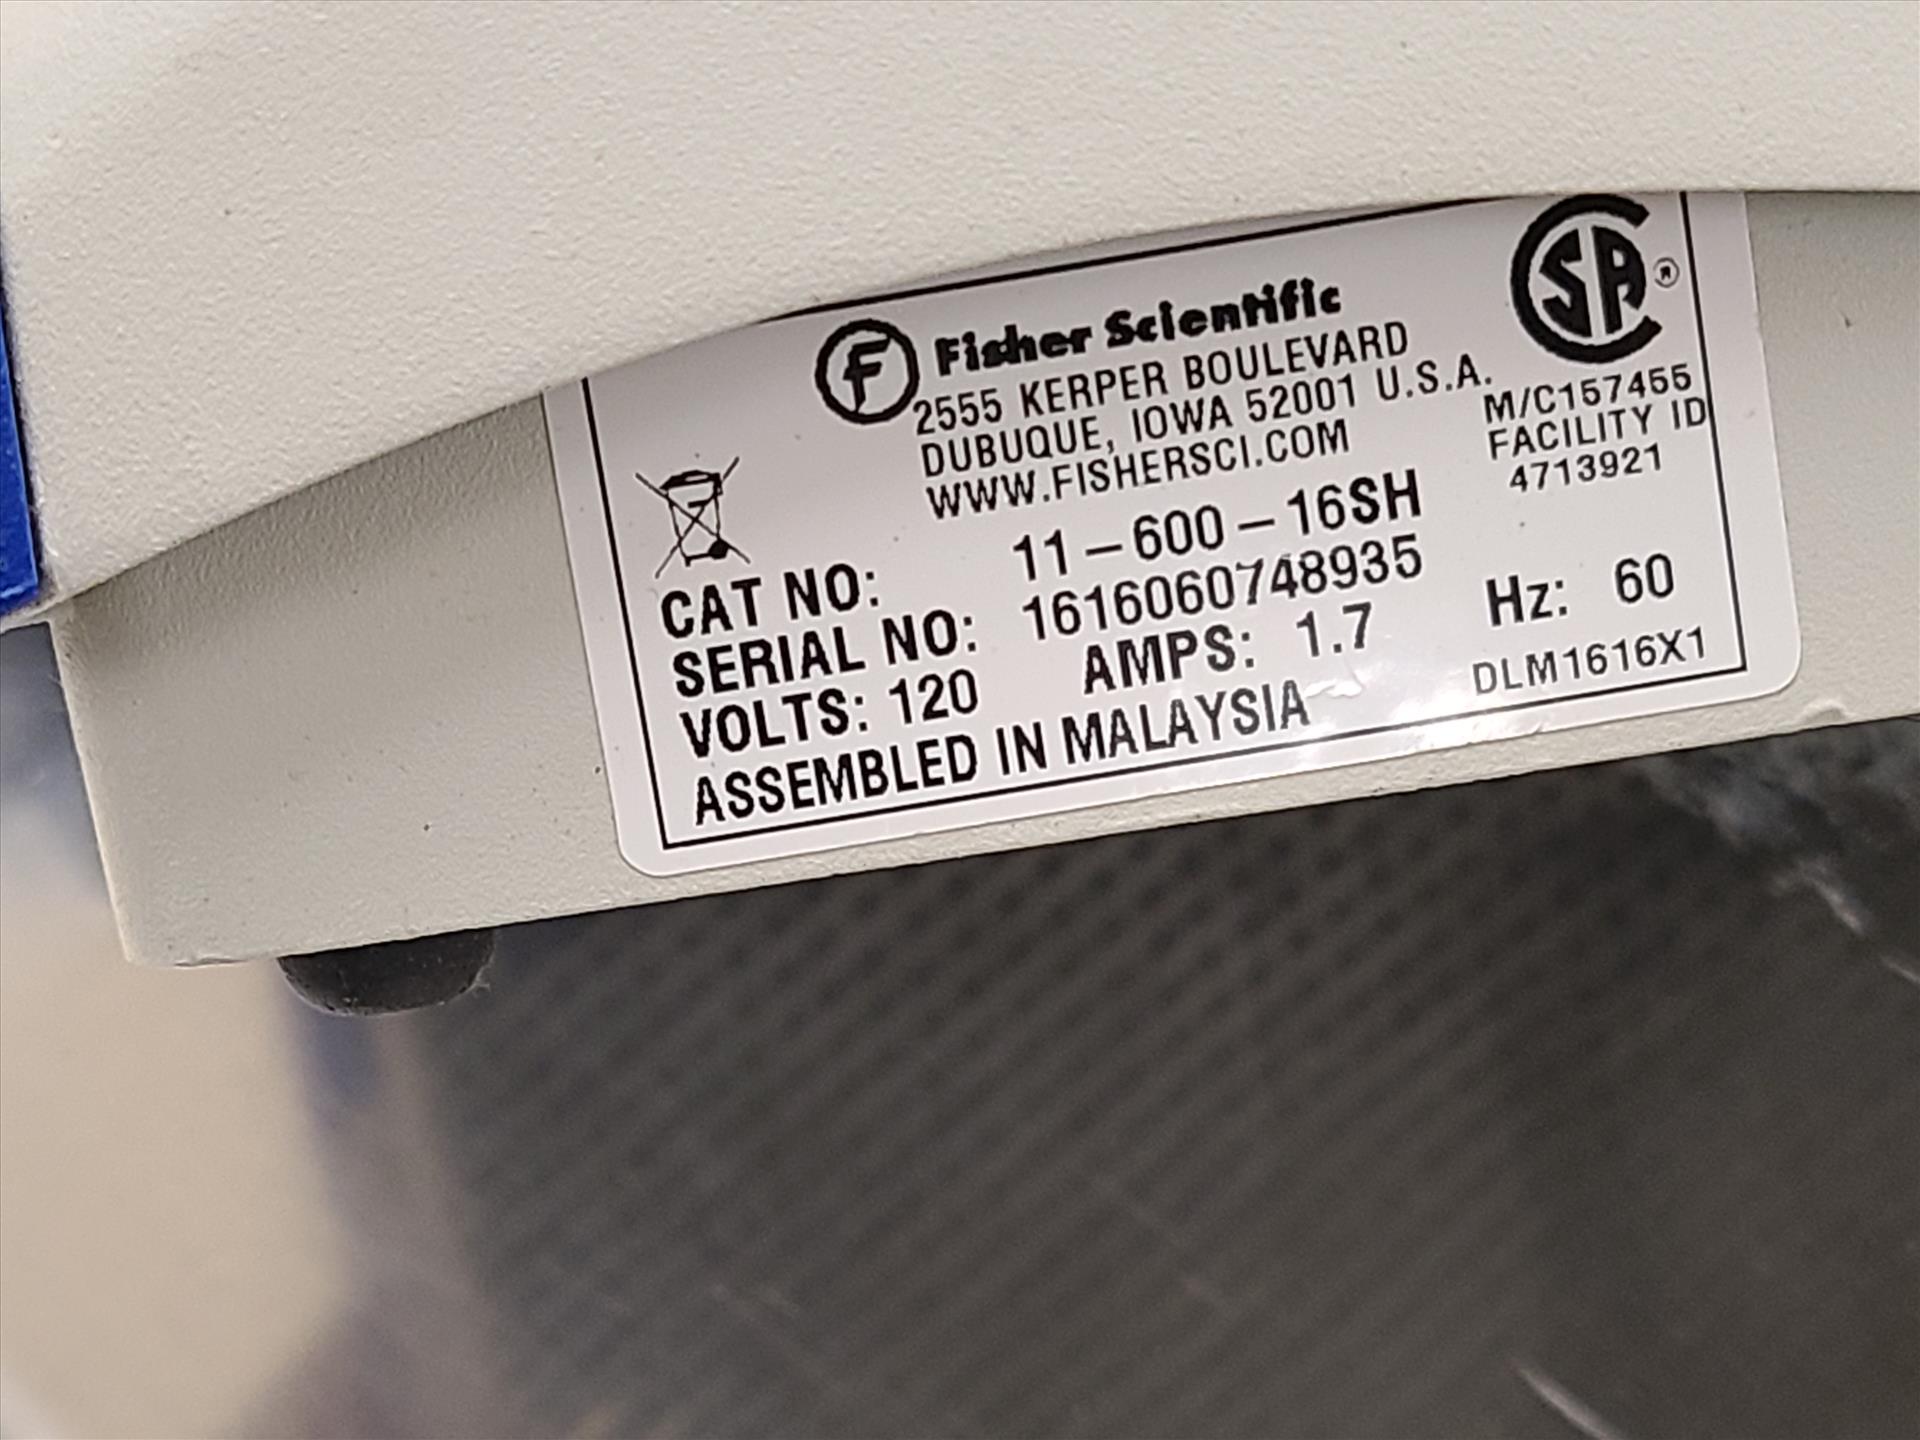 Fisher Scientific
2555 KERPER BOULEVARD
DUBUQUE, IOWA 52001 U.S.A.
WWW.FISHERSCI.COM
SA ®
M/C157455
FACILITY ID
4713921
CAT NO: 11-600-16SH
SERIAL NO: 1616060748935
VOLTS: 120 AMPS: 1.7 Hz: 60
ASSEMBLED IN MALAYSIA DLM1616X1